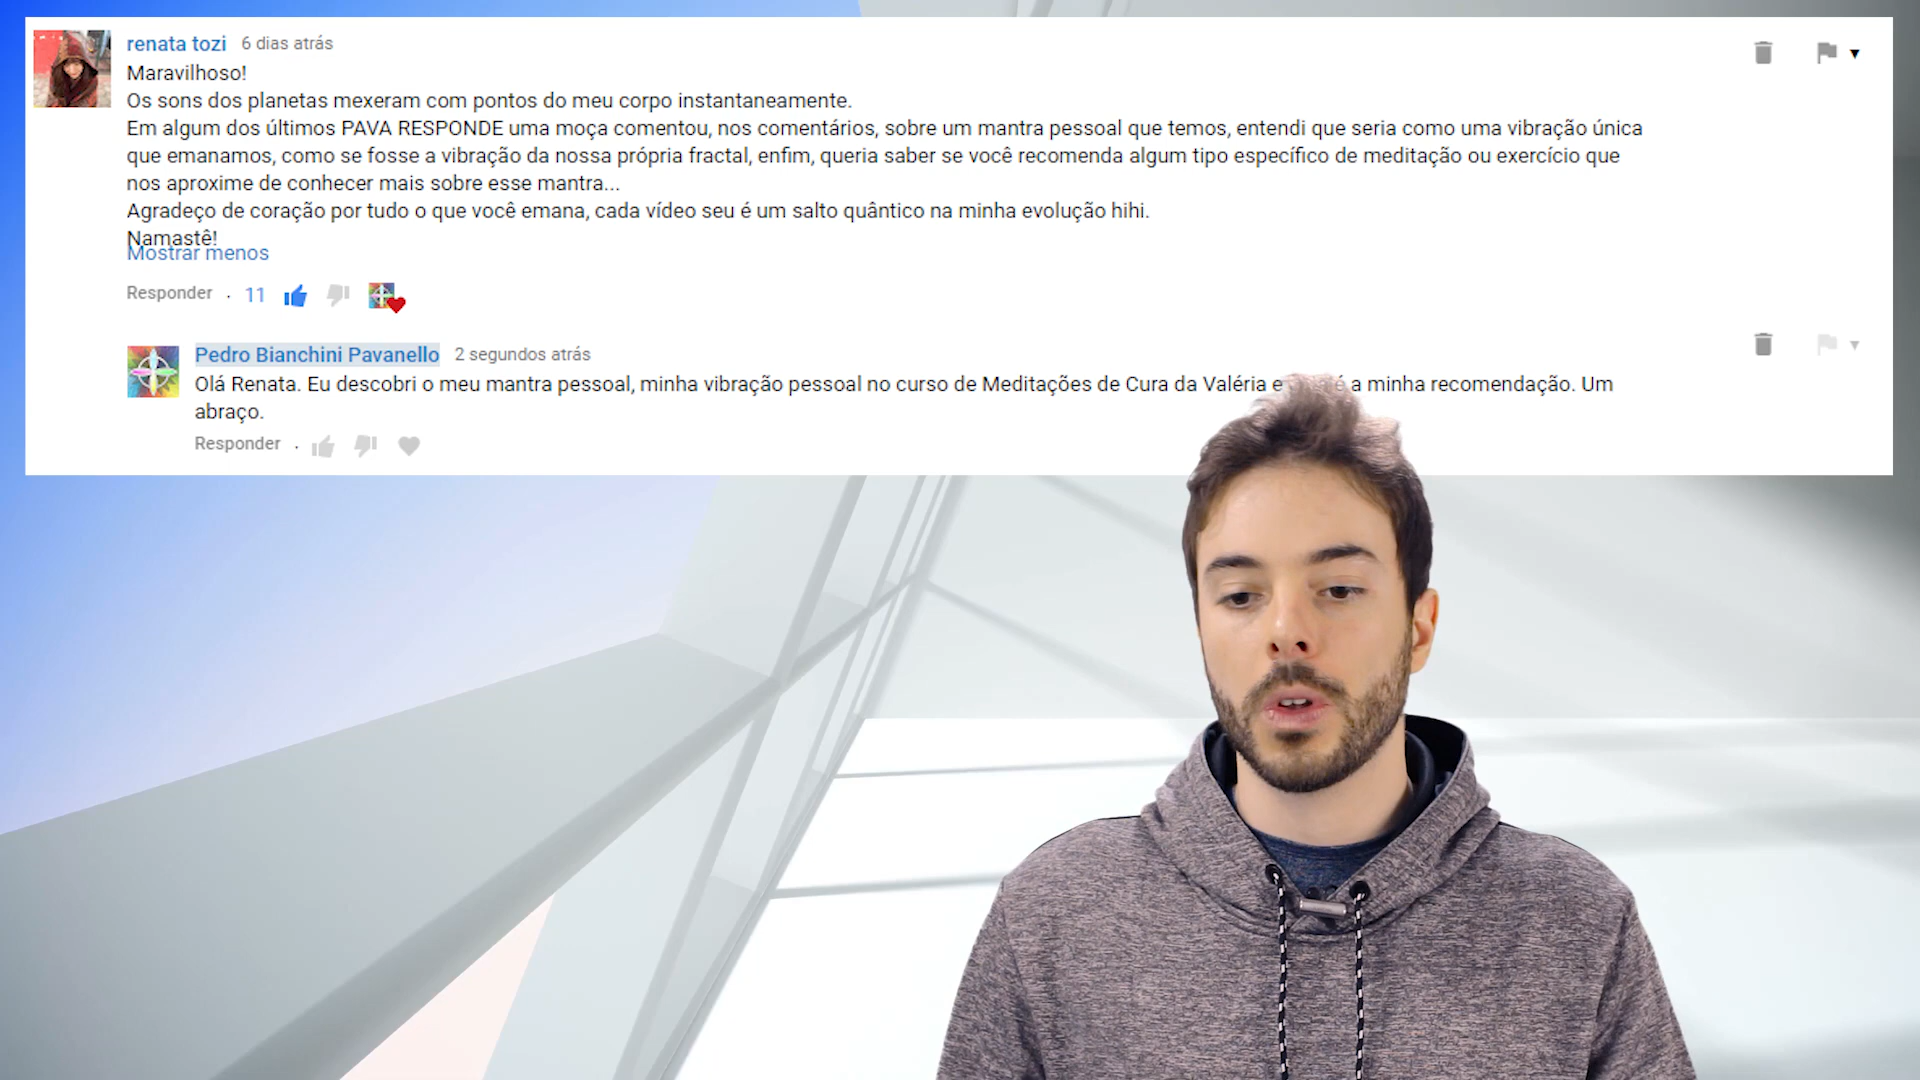 renata tozi 6 dias atrás
Maravilhoso!
Os sons dos planetas mexeram com pontos do meu corpo instantaneamente.
Em algum dos últimos PAVA RESPONDE uma moça comentou, nos comentários, sobre um mantra pessoal que temos, entendi que seria como uma vibração única
que emanamos, como se fosse a vibração da nossa própria fractal, enfim, queria saber se você recomenda algum tipo específico de meditação ou exercício que
nos aproxime de conhecer mais sobre esse mantra...
Agradeço de coração por tudo o que você emana, cada vídeo seu é um salto quântico na minha evolução hihi.
Namastê!
Mostrar menos
Responder · 11
Pedro Bianchini Pavanello 2 segundos atrás
Olá Renata. Eu descobri o meu mantra pessoal, minha vibração pessoal no curso de Meditações de Cura da Valéria e a minha recomendação. Um
abraço.
Responder ·